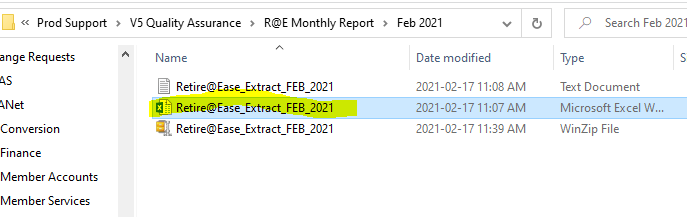 Prod Support > V5 Quality Assurance > R@E Monthly Report > Feb 2021
Search Feb 2021
Name Date modified Type
Retire@Ease_Extract_FEB_2021 2021-02-17 11:08 AM Text Document
Retire@Ease_Extract_FEB_2021 2021-02-17 11:07 AM Microsoft Excel W...
Retire@Ease_Extract_FEB_2021 2021-02-17 11:39 AM WinZip File
ange Requests
AS
ANet
Conversion
Finance
Member Accounts
Member Services